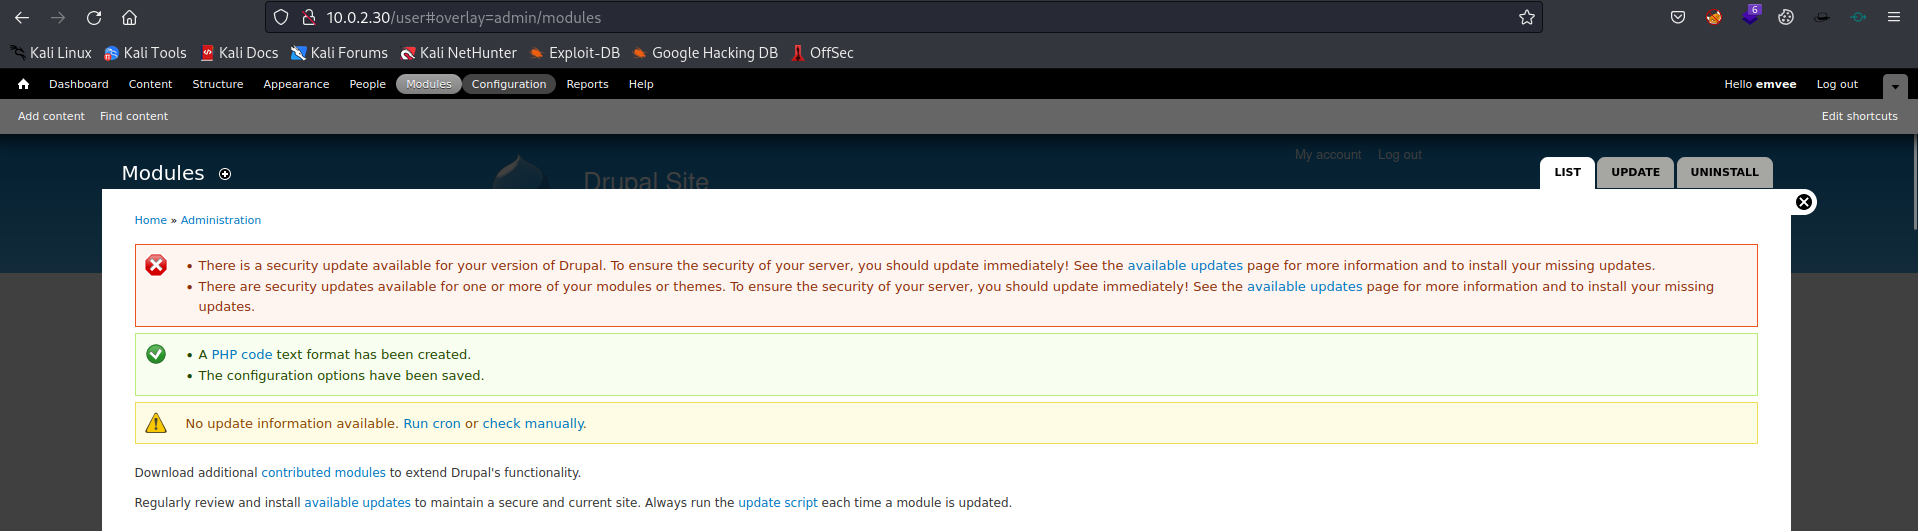 10.0.2.30/user#overlay=admin/modules
6
Kali Linux Kali Tools Kali Docs Kali Forums Kali NetHunter Exploit-DB Google Hacking DB OffSec
Dashboard Content Structure Appearance People Modules Configuration Reports Help Hello emvee Log out
Add content Find content Edit shortcuts
My account Log out
Modules Drupal Site LIST UPDATE UNINSTALL
Home » Administration
• There is a security update available for your version of Drupal. To ensure the security of your server, you should update immediately! See the available updates page for more information and to install your missing updates.
• There are security updates available for one or more of your modules or themes. To ensure the security of your server, you should update immediately! See the available updates page for more information and to install your missing
updates.
• A PHP code text format has been created.
• The configuration options have been saved.
No update information available. Run cron or check manually.
Download additional contributed modules to extend Drupal's functionality.
Regularly review and install available updates to maintain a secure and current site. Always run the update script each time a module is updated.